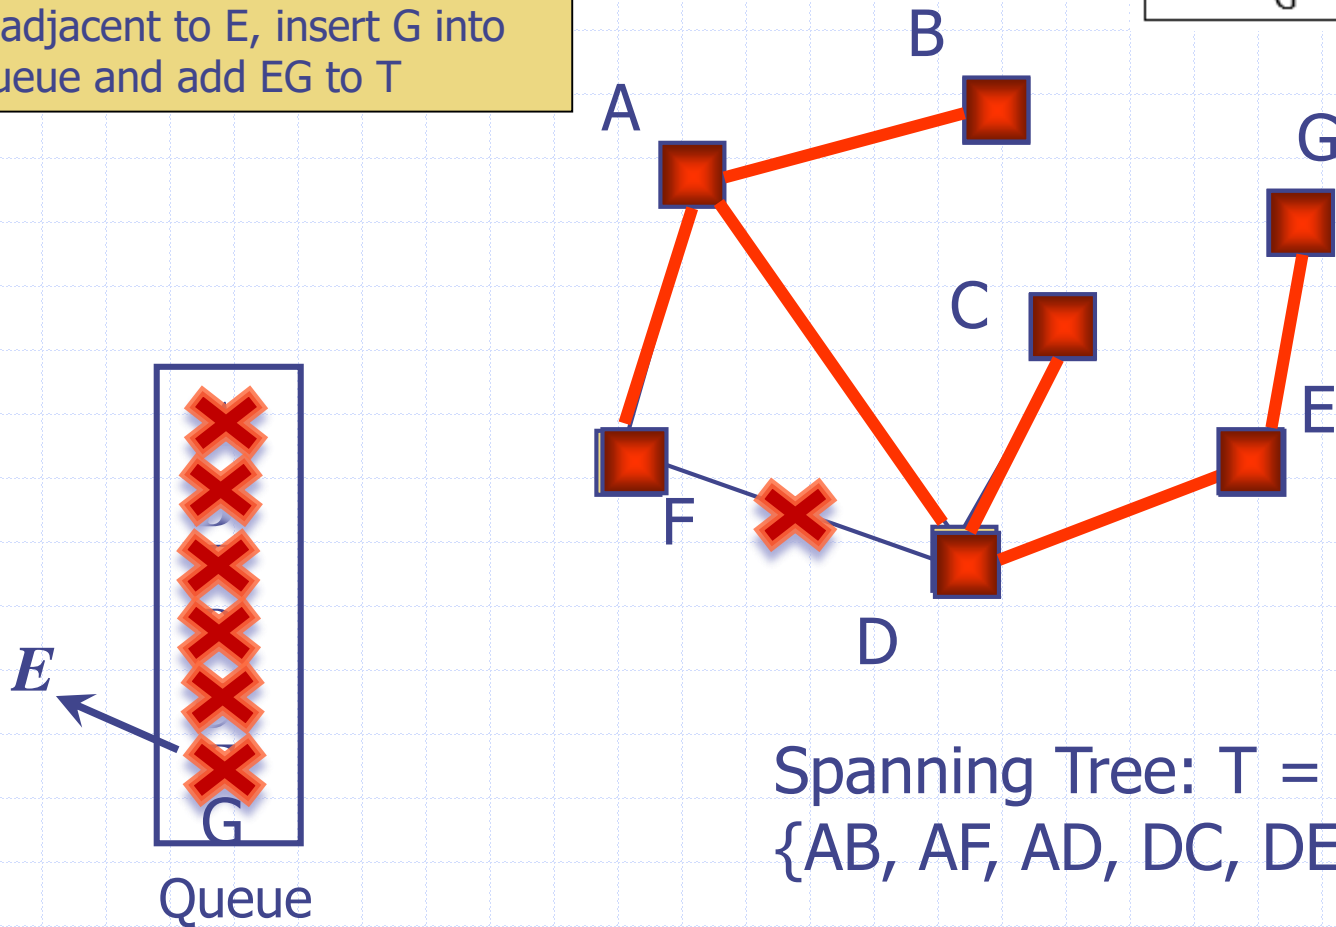 adjacent to E, insert G into
ueue and add EG to T
B
A
G
C
E
F
D
E
G
Queue
Spanning Tree: T =
{AB, AF, AD, DC, DE